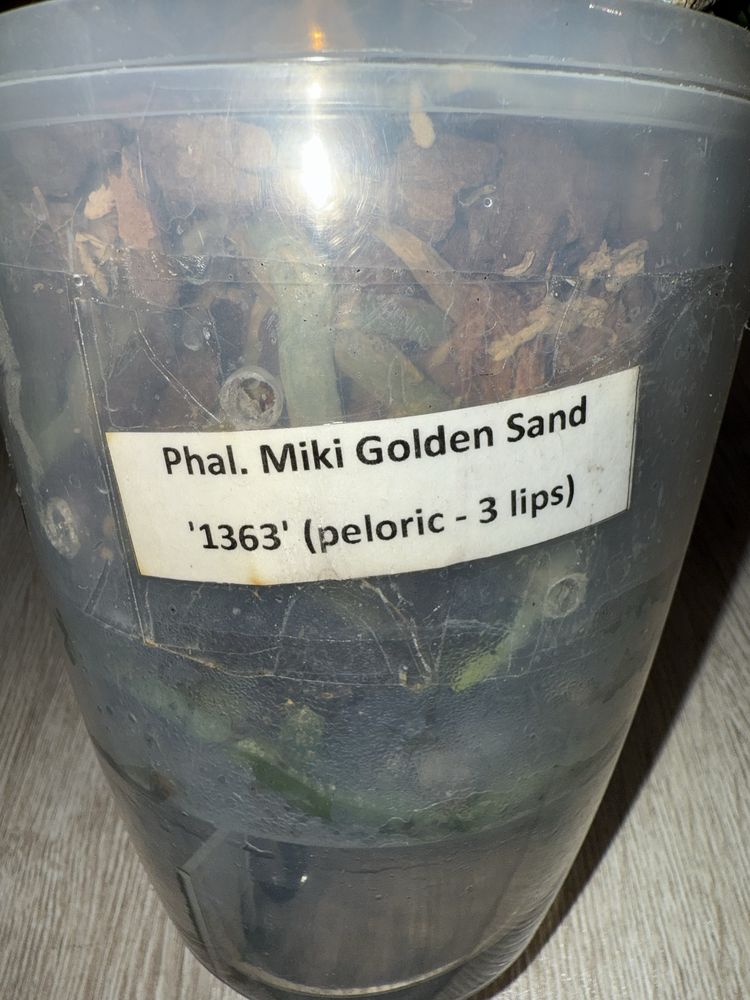 Phal. Miki Golden Sand
'1363' (peloric - 3 lips)